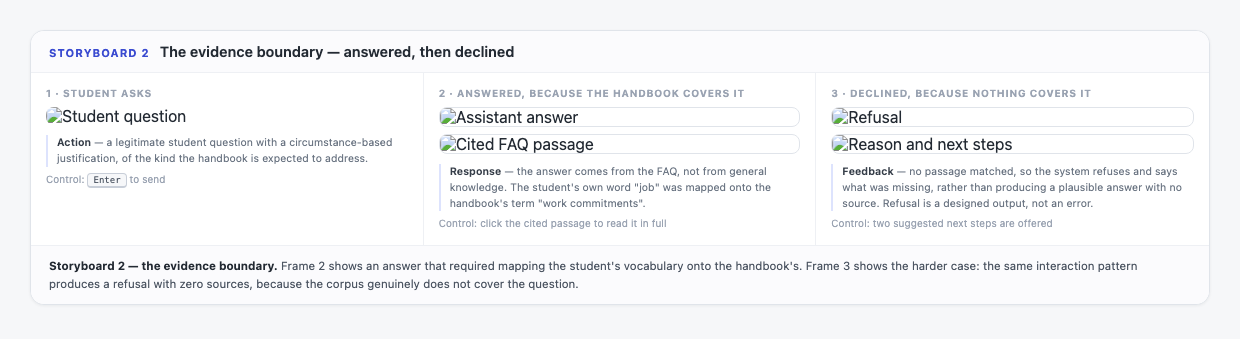 STORYBOARD 2 The evidence boundary — answered, then declined
1 · STUDENT ASKS
Student question
Action — a legitimate student question with a circumstance-based
justification, of the kind the handbook is expected to address.
Control: Enter to send
2 · ANSWERED, BECAUSE THE HANDBOOK COVERS IT
Assistant answer
Cited FAQ passage
Response — the answer comes from the FAQ, not from general
knowledge. The student's own word "job" was mapped onto the
handbook's term "work commitments".
Control: click the cited passage to read it in full
3 · DECLINED, BECAUSE NOTHING COVERS IT
Refusal
Reason and next steps
Feedback — no passage matched, so the system refuses and says
what was missing, rather than producing a plausible answer with no
source. Refusal is a designed output, not an error.
Control: two suggested next steps are offered
Storyboard 2 — the evidence boundary. Frame 2 shows an answer that required mapping the student's vocabulary onto the handbook's. Frame 3 shows the harder case: the same interaction pattern
produces a refusal with zero sources, because the corpus genuinely does not cover the question.